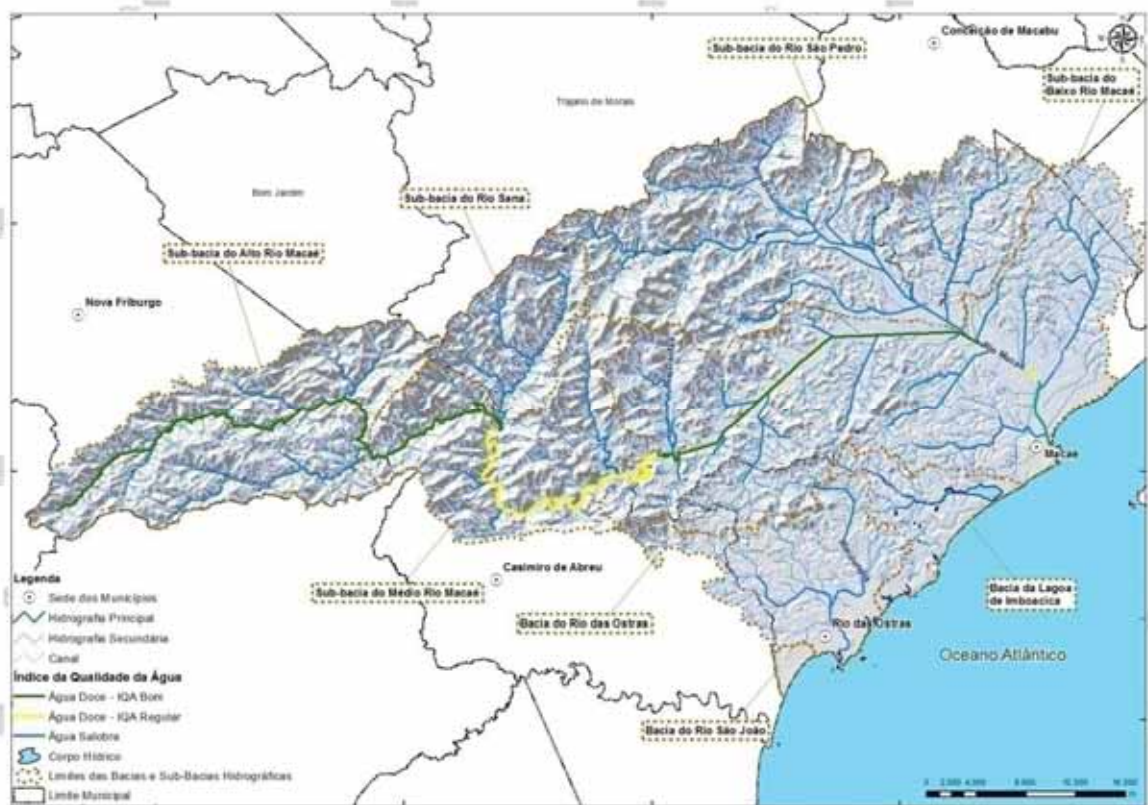 Conceição de Macabu
Sub-bacia do Rio São Pedro
Sub-bacia do
Baixo Rio Macaé
Trajano de Morais
Bom Jardim
Sub-bacia do Rio Sana
Sub-bacia do Alto Rio Macaé
Nova Friburgo
Macaé
Casimiro de Abreu
Sub-bacia do Médio Rio Macaé
Bacia do Rio das Ostras
Bacia da Lagoa
de Imboacica
Rio das Ostras
Oceano Atlântico
Bacia do Rio São João
Legenda
Sede dos Municípios
Hidrografia Principal
Hidrografia Secundária
Canal
Índice da Qualidade da Água
Água Doce - IQA Bom
Água Doce - IQA Regular
Água Salobra
Corpo Hídrico
Limites das Bacias e Sub-Bacias Hidrográficas
Limite Municipal